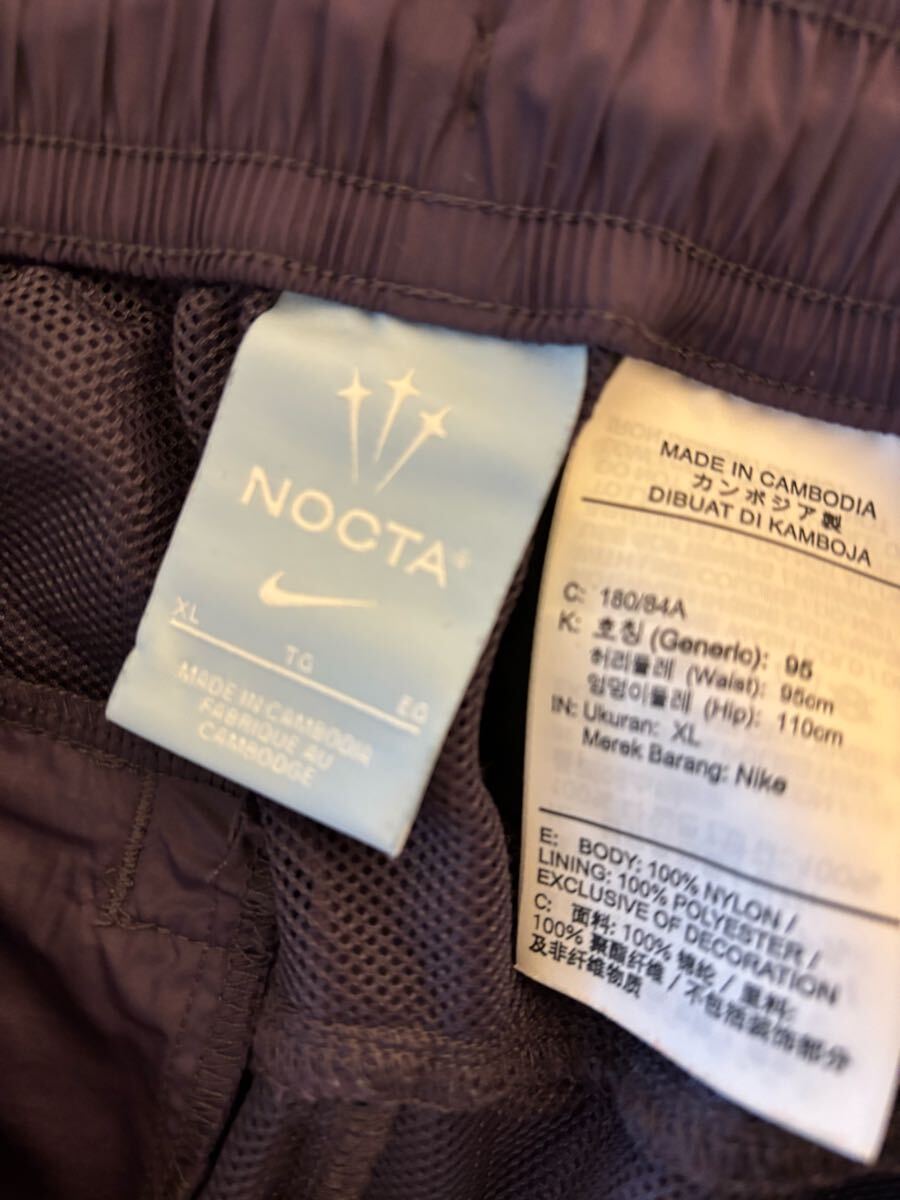 NOCTA
XL
TG
EG
MADE IN CAMBODIA
FABRIQUE AU
CAMBODGE
MADE IN CAMBODIA
カンボジア製
DIBUAT DI KAMBOJA
C: 180/84A
K: 호칭 (Generic): 95
허리둘레 (Waist): 95cm
엉덩이둘레 (Hip): 110cm
IN: Ukuran: XL
Merek Barang: Nike
E: BODY: 100% NYLON /
LINING: 100% POLYESTER /
EXCLUSIVE OF DECORATION
C: 面料: 100% 锦纶 / 里料:
100% 聚酯纤维 / 不包括装饰部分
及非纤维物质